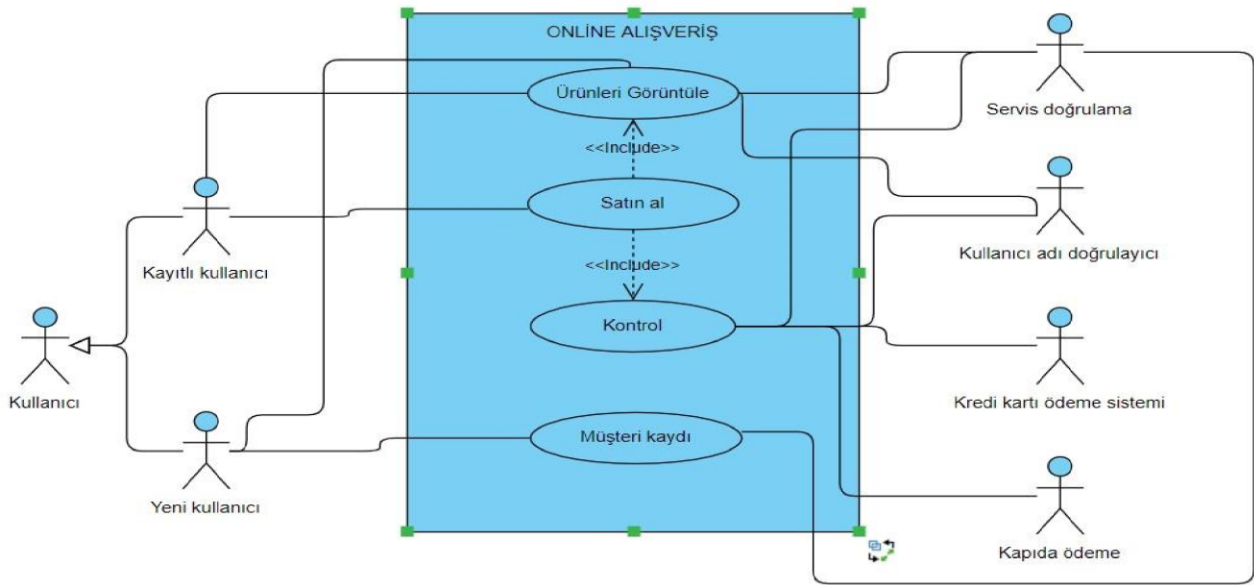 ONLİNE ALIŞVERİŞ
Ürünleri Görüntüle
Servis doğrulama
<<Include>>
Satın al
Kayıtlı kullanıcı
Kullanıcı adı doğrulayıcı
<<Include>>
Kontrol
Kullanıcı
Kredi kartı ödeme sistemi
Müşteri kaydı
Yeni kullanıcı
Kapıda ödeme